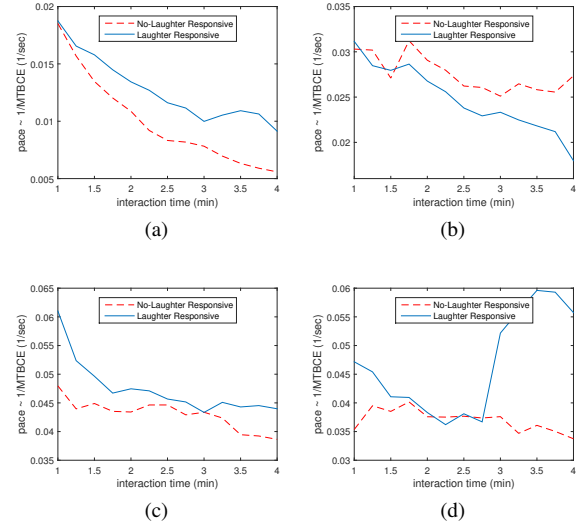 0.02
0.015
0.01
0.005
pace ~ 1/MTBCE (1/sec)
No-Laughter Responsive
Laughter Responsive
1 1.5 2 2.5 3 3.5 4
interaction time (min)
(a)
0.035
0.03
0.025
0.02
pace ~ 1/MTBCE (1/sec)
No-Laughter Responsive
Laughter Responsive
1 1.5 2 2.5 3 3.5 4
interaction time (min)
(b)
0.065
0.06
0.055
0.05
0.045
0.04
0.035
pace ~ 1/MTBCE (1/sec)
No-Laughter Responsive
Laughter Responsive
1 1.5 2 2.5 3 3.5 4
interaction time (min)
(c)
0.06
0.055
0.05
0.045
0.04
0.035
0.03
pace ~ 1/MTBCE (1/sec)
No-Laughter Responsive
Laughter Responsive
1 1.5 2 2.5 3 3.5 4
interaction time (min)
(d)